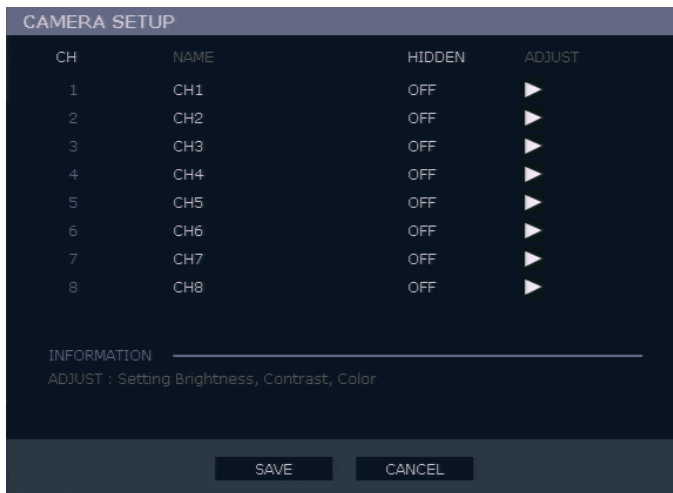 CAMERA SETUP
CH NAME HIDDEN ADJUST
1 CH1 OFF
2 CH2 OFF
3 CH3 OFF
4 CH4 OFF
5 CH5 OFF
6 CH6 OFF
7 CH7 OFF
8 CH8 OFF
INFORMATION
ADJUST : Setting Brightness, Contrast, Color
SAVE CANCEL